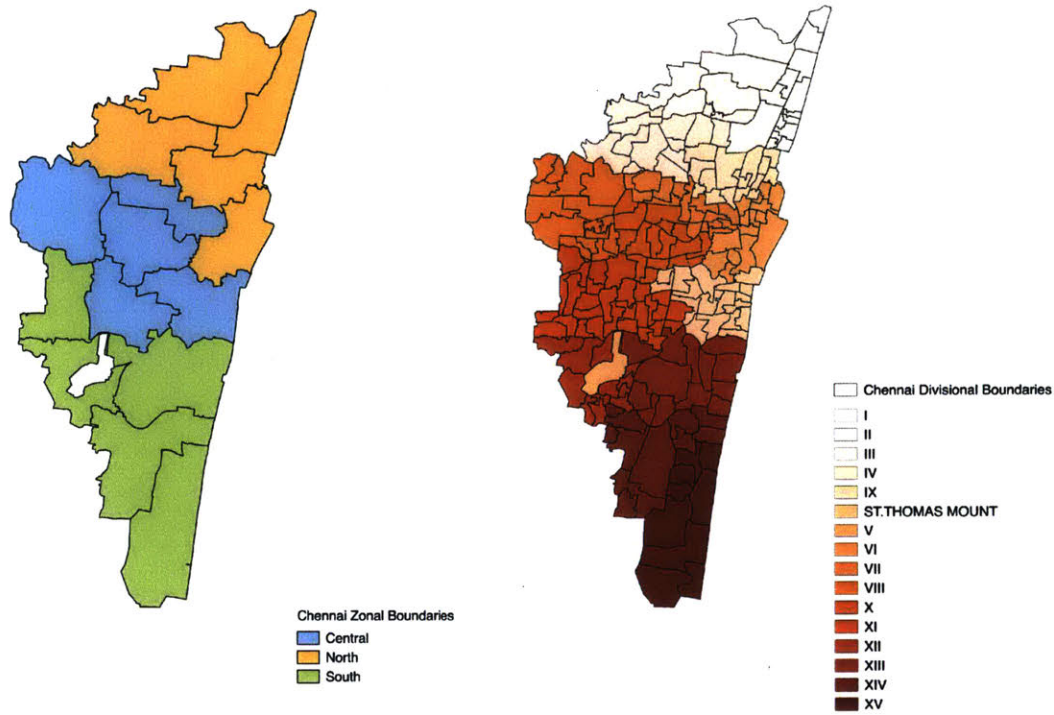 Chennai Zonal Boundaries
Central
North
South
Chennai Divisional Boundaries
I
II
III
IV
IX
ST.THOMAS MOUNT
V
VI
VII
VIII
X
XI
XII
XIII
XIV
XV